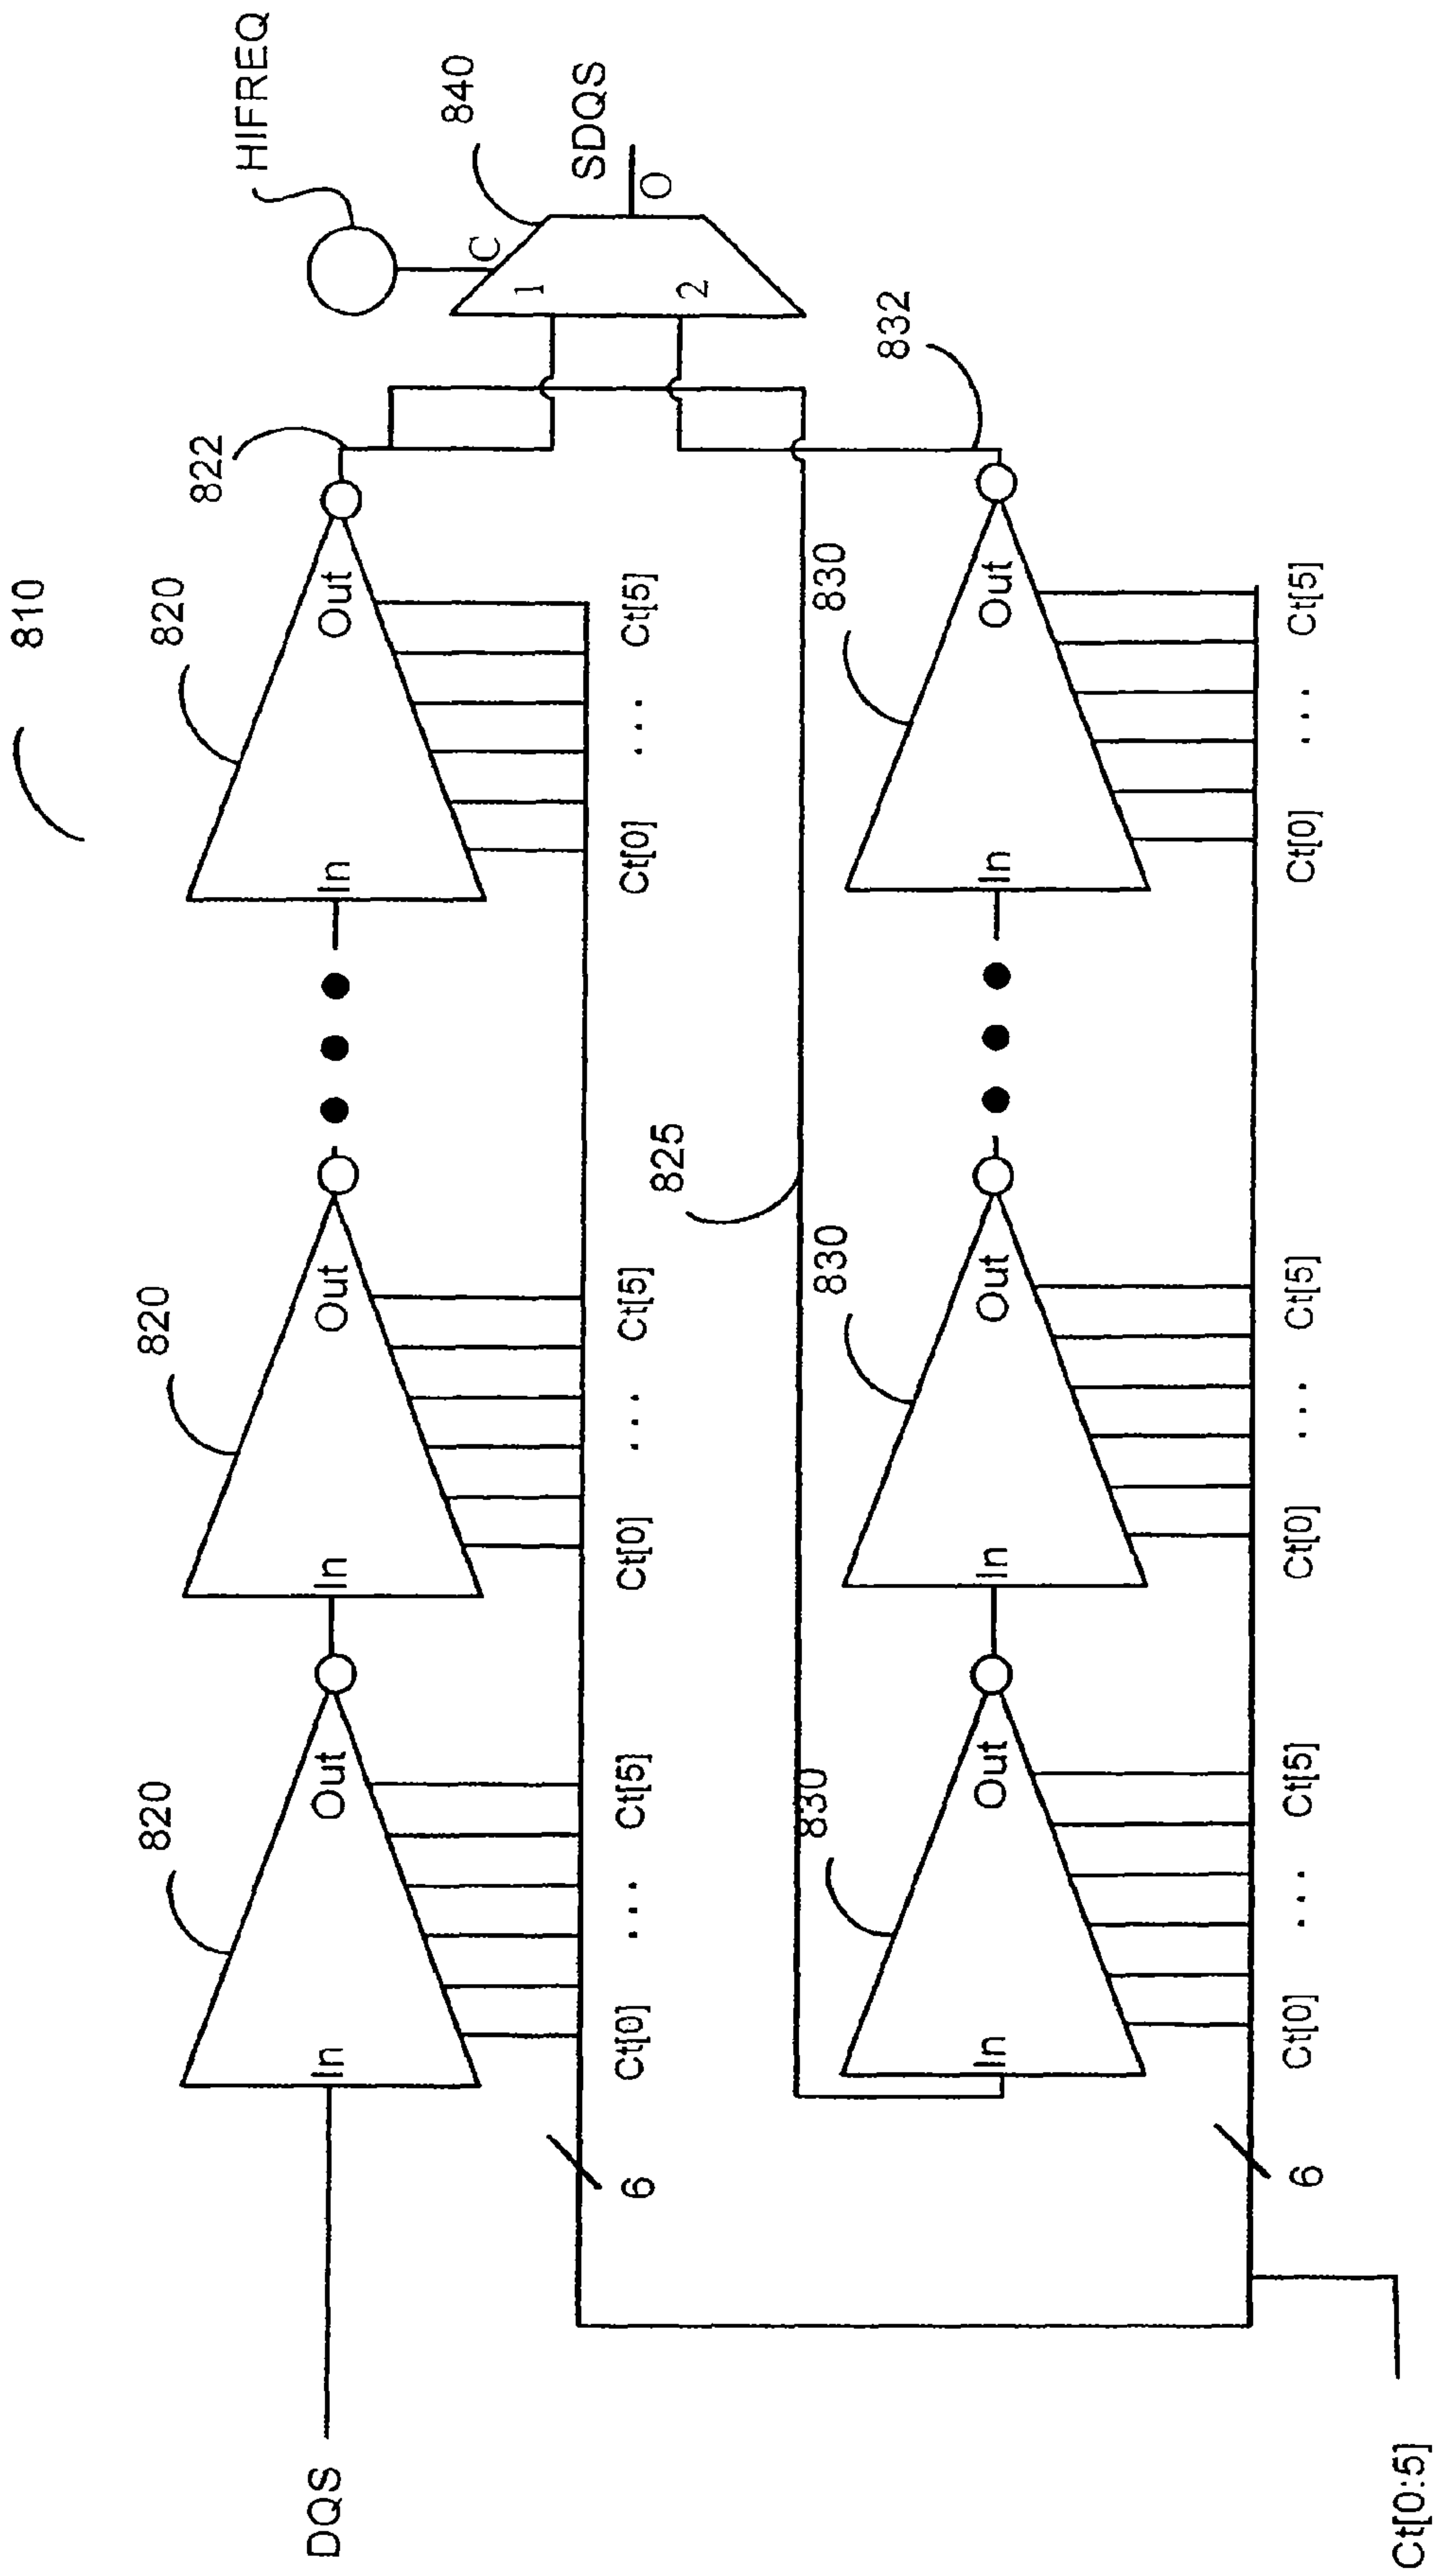 810
HIFREQ
820
820
820
822
840
DQS
In
Out
In
Out
In
Out
C
1
2
O
SDQS
6
Ct[0]
. . .
Ct[5]
Ct[0]
. . .
Ct[5]
Ct[0]
. . .
Ct[5]
825
830
830
830
832
In
Out
In
Out
In
Out
6
Ct[0]
. . .
Ct[5]
Ct[0]
. . .
Ct[5]
Ct[0]
. . .
Ct[5]
Ct[0:5]